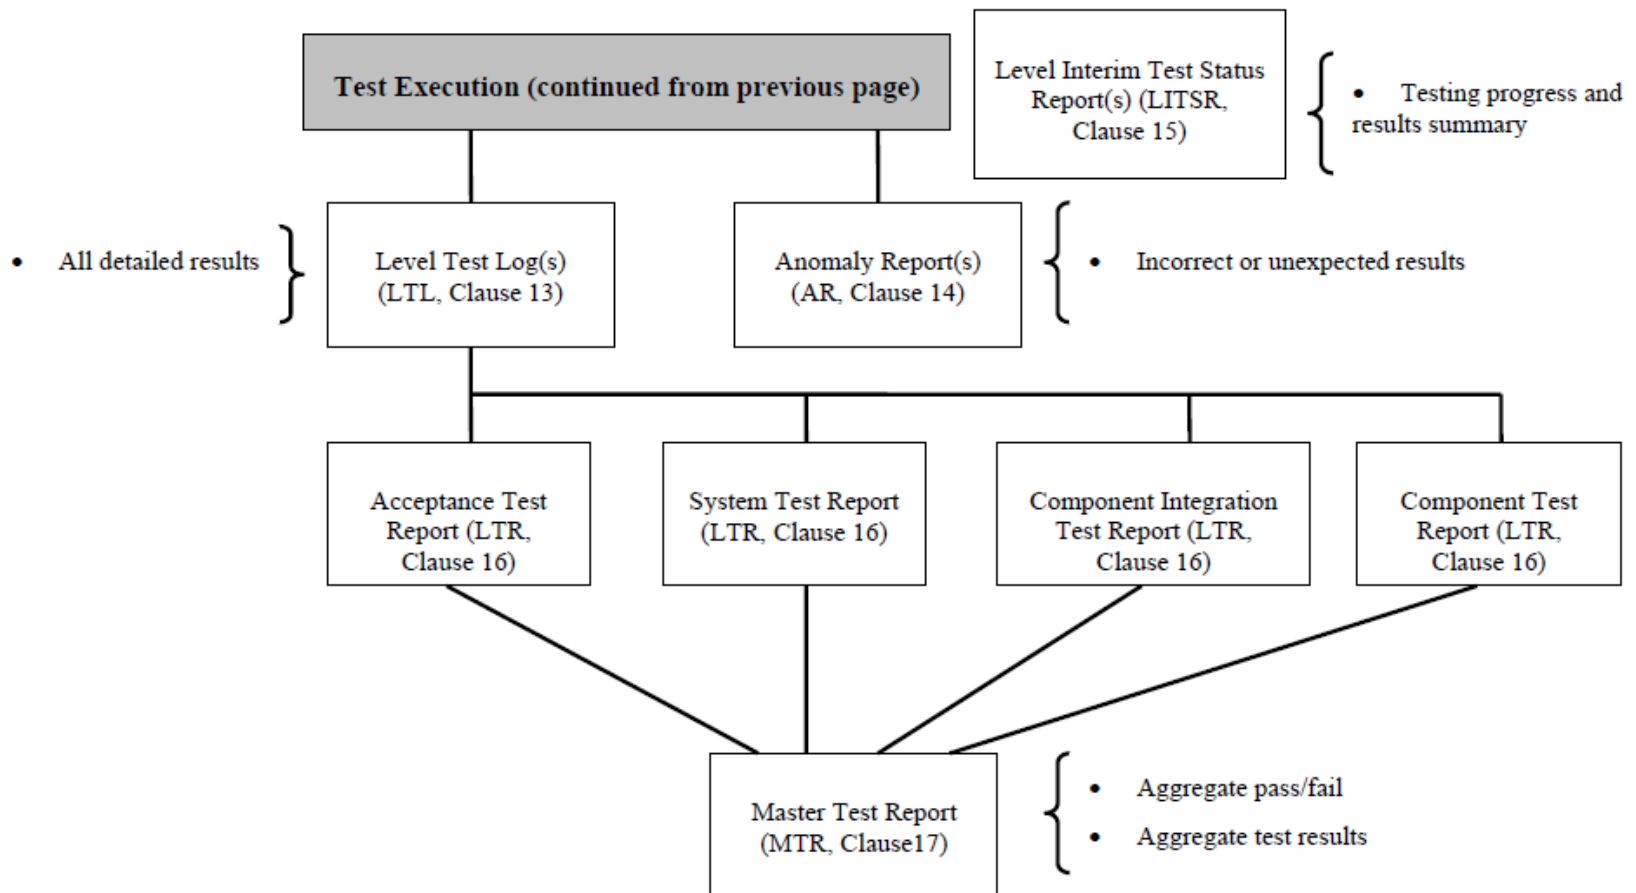 Test Execution (continued from previous page)
Level Interim Test Status
Report(s) (LITSR,
Clause 15)
• Testing progress and
results summary
• All detailed results
Level Test Log(s)
(LTL, Clause 13)
Anomaly Report(s)
(AR, Clause 14)
• Incorrect or unexpected results
Acceptance Test
Report (LTR,
Clause 16)
System Test Report
(LTR, Clause 16)
Component Integration
Test Report (LTR,
Clause 16)
Component Test
Report (LTR,
Clause 16)
Master Test Report
(MTR, Clause17)
• Aggregate pass/fail
• Aggregate test results